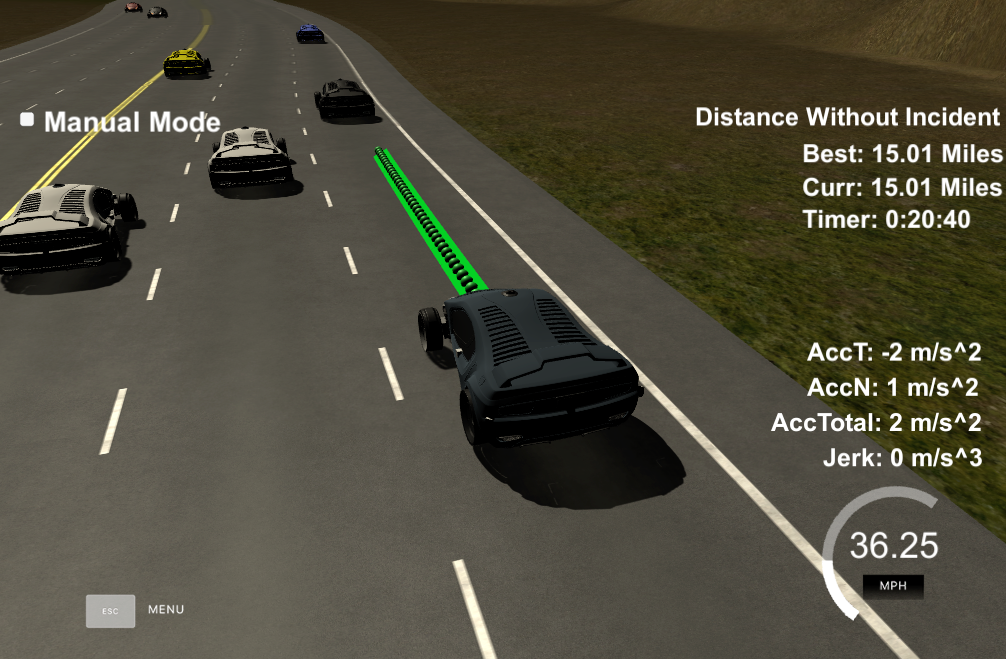 Manual Mode
Distance Without Incident
Best: 15.01 Miles
Curr: 15.01 Miles
Timer: 0:20:40
AccT: -2 m/s^2
AccN: 1 m/s^2
AccTotal: 2 m/s^2
Jerk: 0 m/s^3
36.25
MPH
ESC MENU